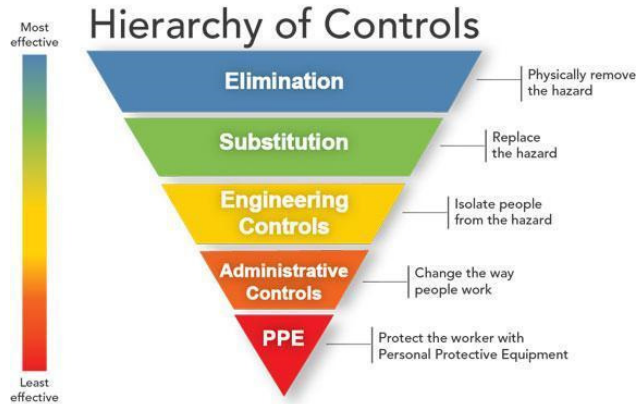 Hierarchy of Controls
Most
effective
Elimination
Physically remove
the hazard
Substitution
Replace
the hazard
Engineering
Controls
Isolate people
from the hazard
Administrative
Controls
Change the way
people work
PPE
Protect the worker with
Personal Protective Equipment
Least
effective